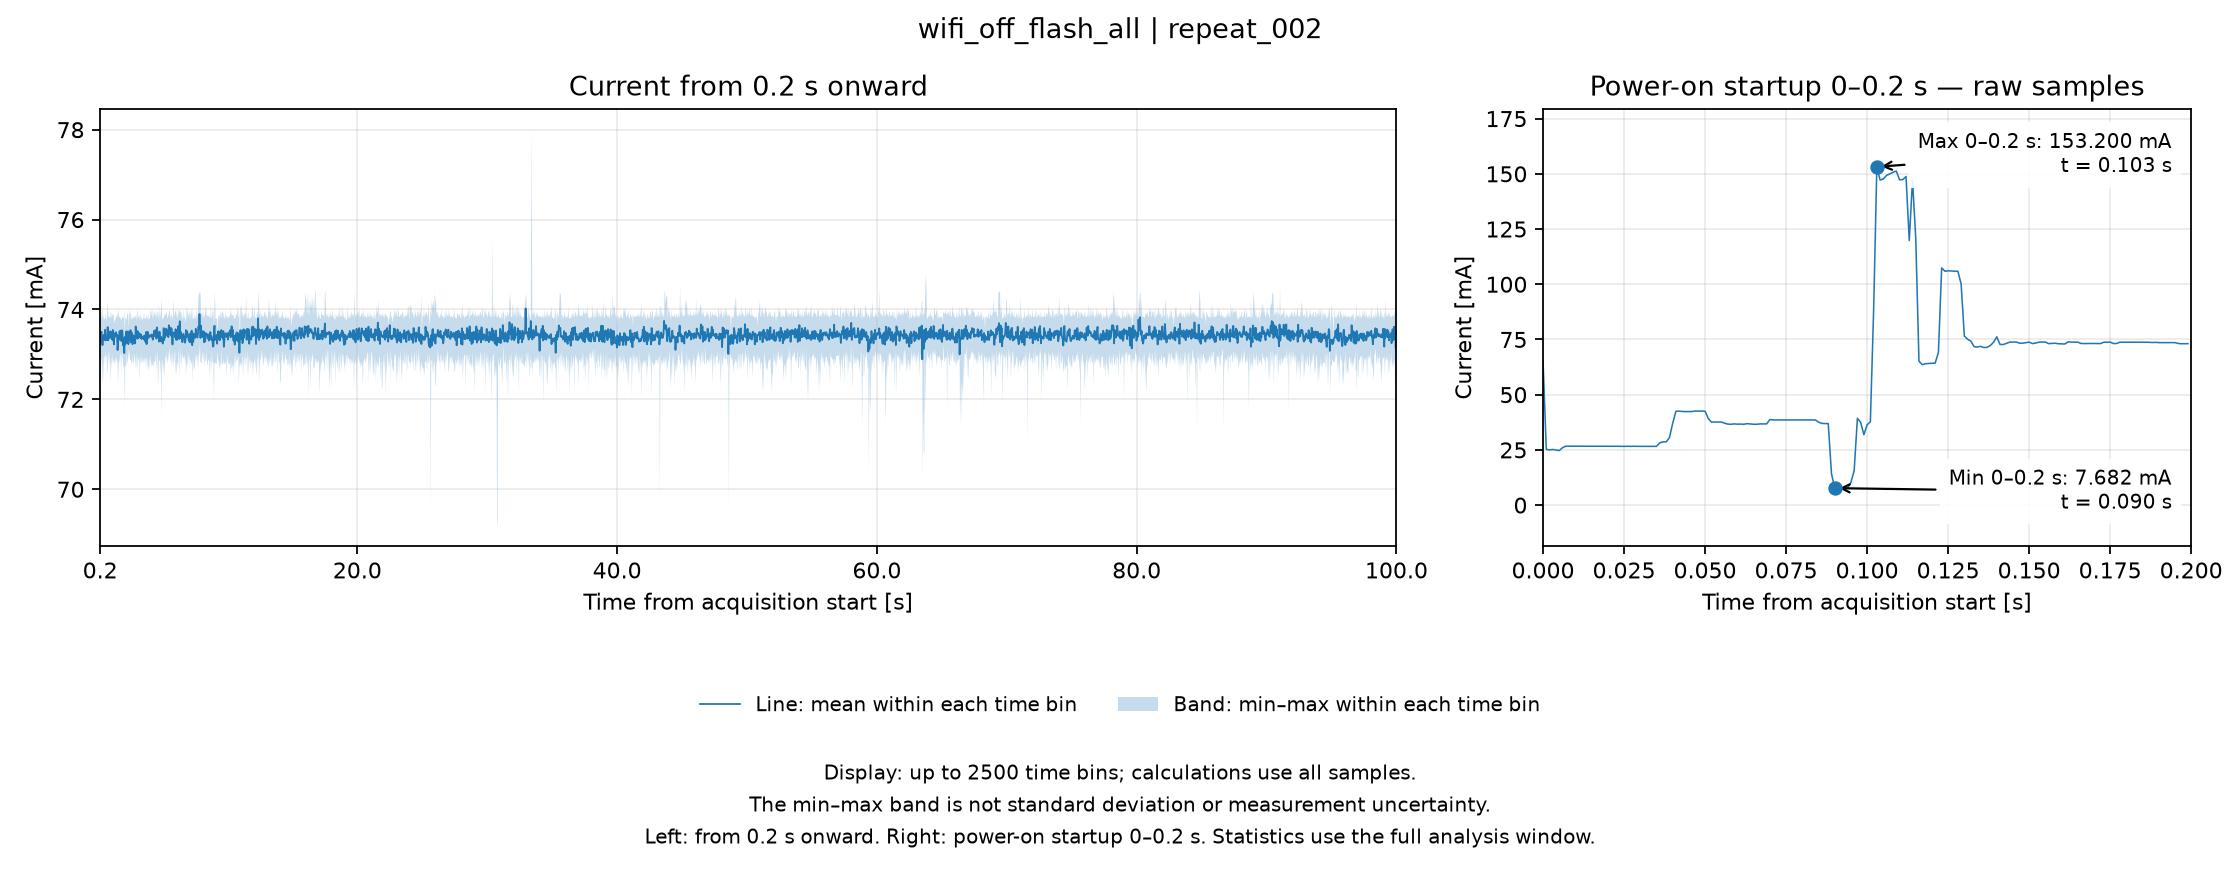 wifi_off_flash_all | repeat_002
Current from 0.2 s onward
Current [mA]
78
76
74
72
70
0.2 20.0 40.0 60.0 80.0 100.0
Time from acquisition start [s]
Power-on startup 0–0.2 s — raw samples
Current [mA]
175
150
125
100
75
50
25
0
Max 0–0.2 s: 153.200 mA
t = 0.103 s
Min 0–0.2 s: 7.682 mA
t = 0.090 s
0.000 0.025 0.050 0.075 0.100 0.125 0.150 0.175 0.200
Time from acquisition start [s]
Line: mean within each time bin
Band: min–max within each time bin
Display: up to 2500 time bins; calculations use all samples.
The min–max band is not standard deviation or measurement uncertainty.
Left: from 0.2 s onward. Right: power-on startup 0–0.2 s. Statistics use the full analysis window.